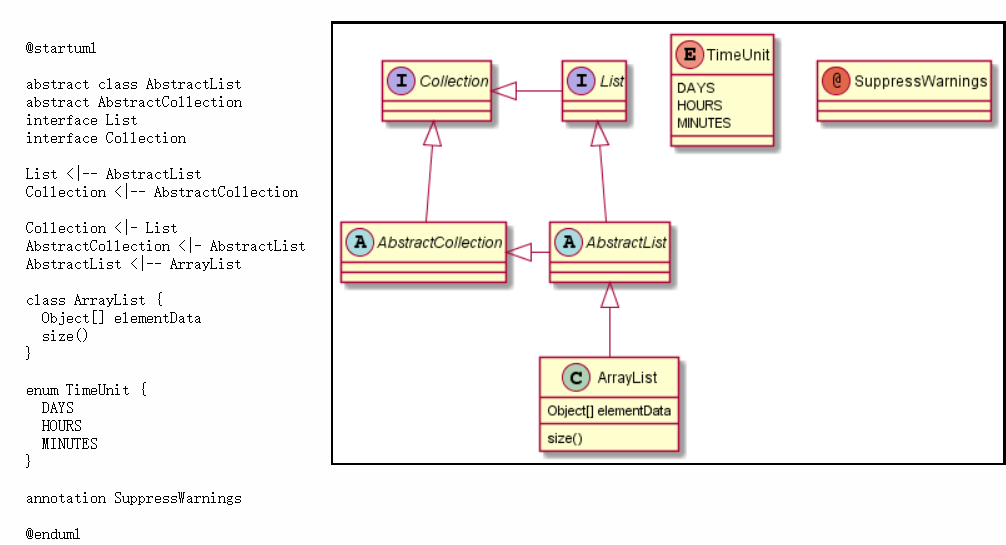 @startuml
abstract class AbstractList
abstract AbstractCollection
interface List
interface Collection
List <|-- AbstractList
Collection <|-- AbstractCollection
Collection <|- List
AbstractCollection <|- AbstractList
AbstractList <|-- ArrayList
class ArrayList {
Object[] elementData
size()
}
enum TimeUnit {
DAYS
HOURS
MINUTES
}
annotation SuppressWarnings
@enduml
I Collection
I List
E TimeUnit
DAYS
HOURS
MINUTES
@ SuppressWarnings
A AbstractCollection
A AbstractList
C ArrayList
Object[] elementData
size()